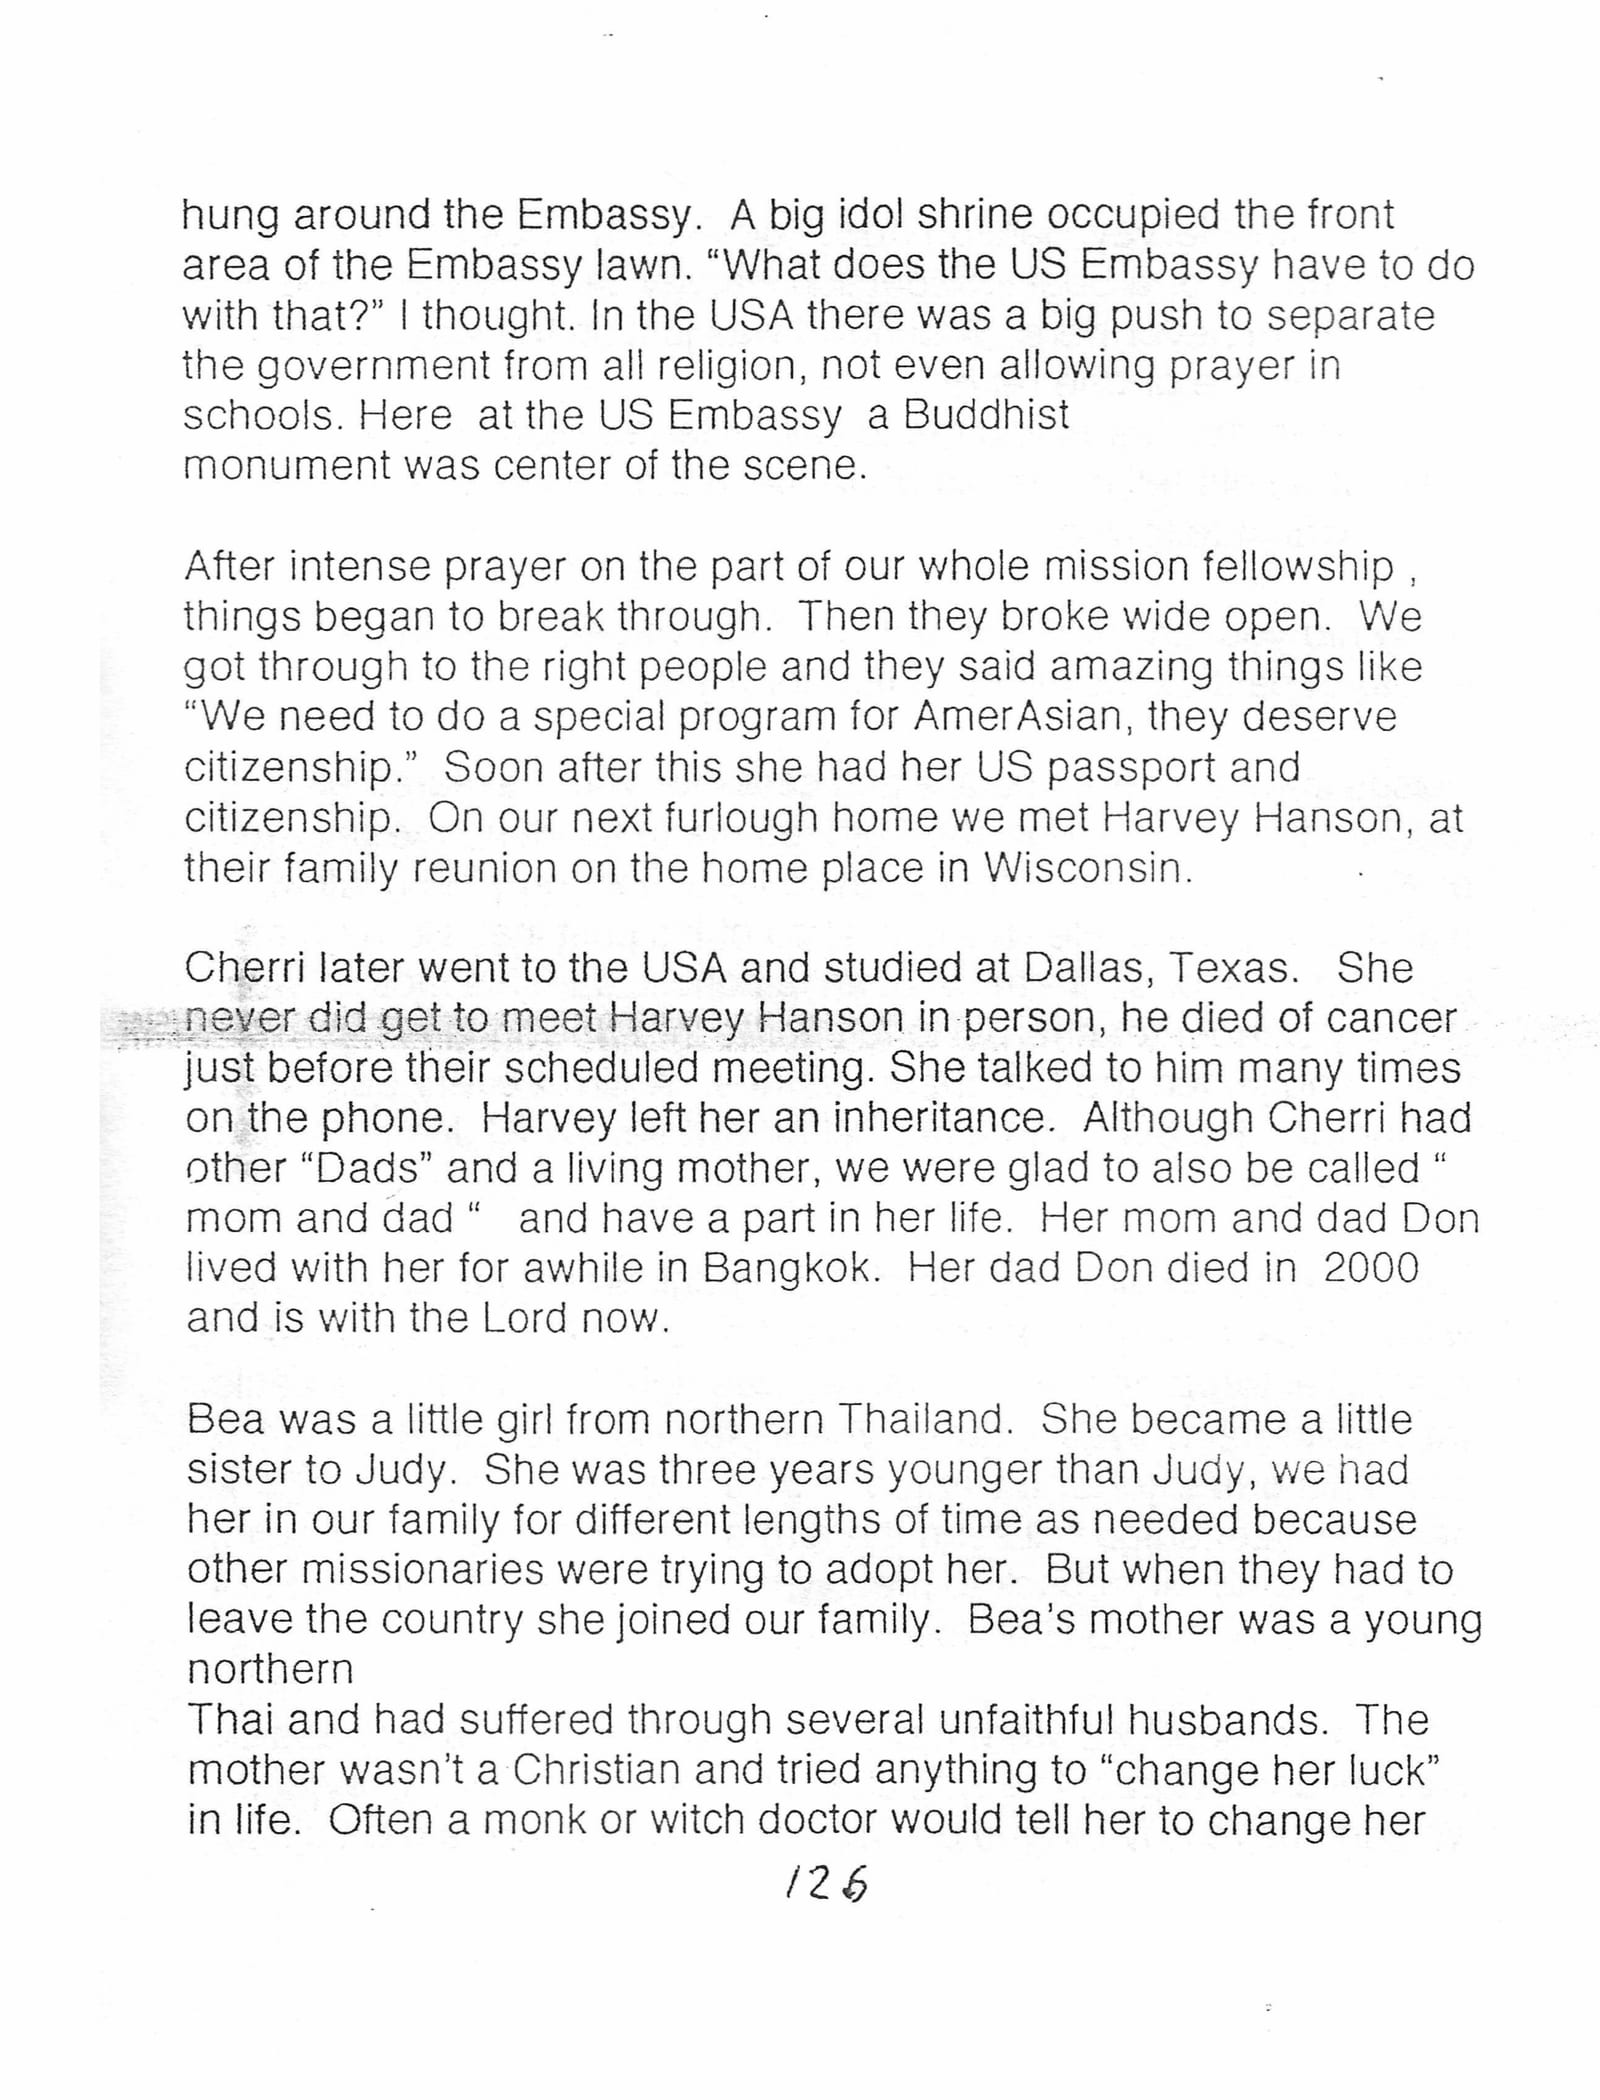 hung around the Embassy.  A big idol shrine occupied the front
area of the Embassy lawn. “What does the US Embassy have to do
with that?” I thought. In the USA there was a big push to separate
the government from all religion, not even allowing prayer in
schools. Here  at the US Embassy  a Buddhist
monument was center of the scene.

After intense prayer on the part of our whole mission fellowship ,
things began to break through.  Then they broke wide open.  We
got through to the right people and they said amazing things like
“We need to do a special program for AmerAsian, they deserve
citizenship.”  Soon after this she had her US passport and
citizenship.  On our next furlough home we met Harvey Hanson, at
their family reunion on the home place in Wisconsin.

Cherri later went to the USA and studied at Dallas, Texas.   She
never did get to meet Harvey Hanson in person, he died of cancer
just before their scheduled meeting. She talked to him many times
on the phone.  Harvey left her an inheritance.  Although Cherri had
other “Dads” and a living mother, we were glad to also be called “
mom and dad “   and have a part in her life.  Her mom and dad Don
lived with her for awhile in Bangkok.  Her dad Don died in  2000
and is with the Lord now.

Bea was a little girl from northern Thailand.  She became a little
sister to Judy.  She was three years younger than Judy, we had
her in our family for different lengths of time as needed because
other missionaries were trying to adopt her.  But when they had to
leave the country she joined our family.  Bea’s mother was a young
northern
Thai and had suffered through several unfaithful husbands.  The
mother wasn’t a Christian and tried anything to “change her luck”
in life.  Often a monk or witch doctor would tell her to change her
126